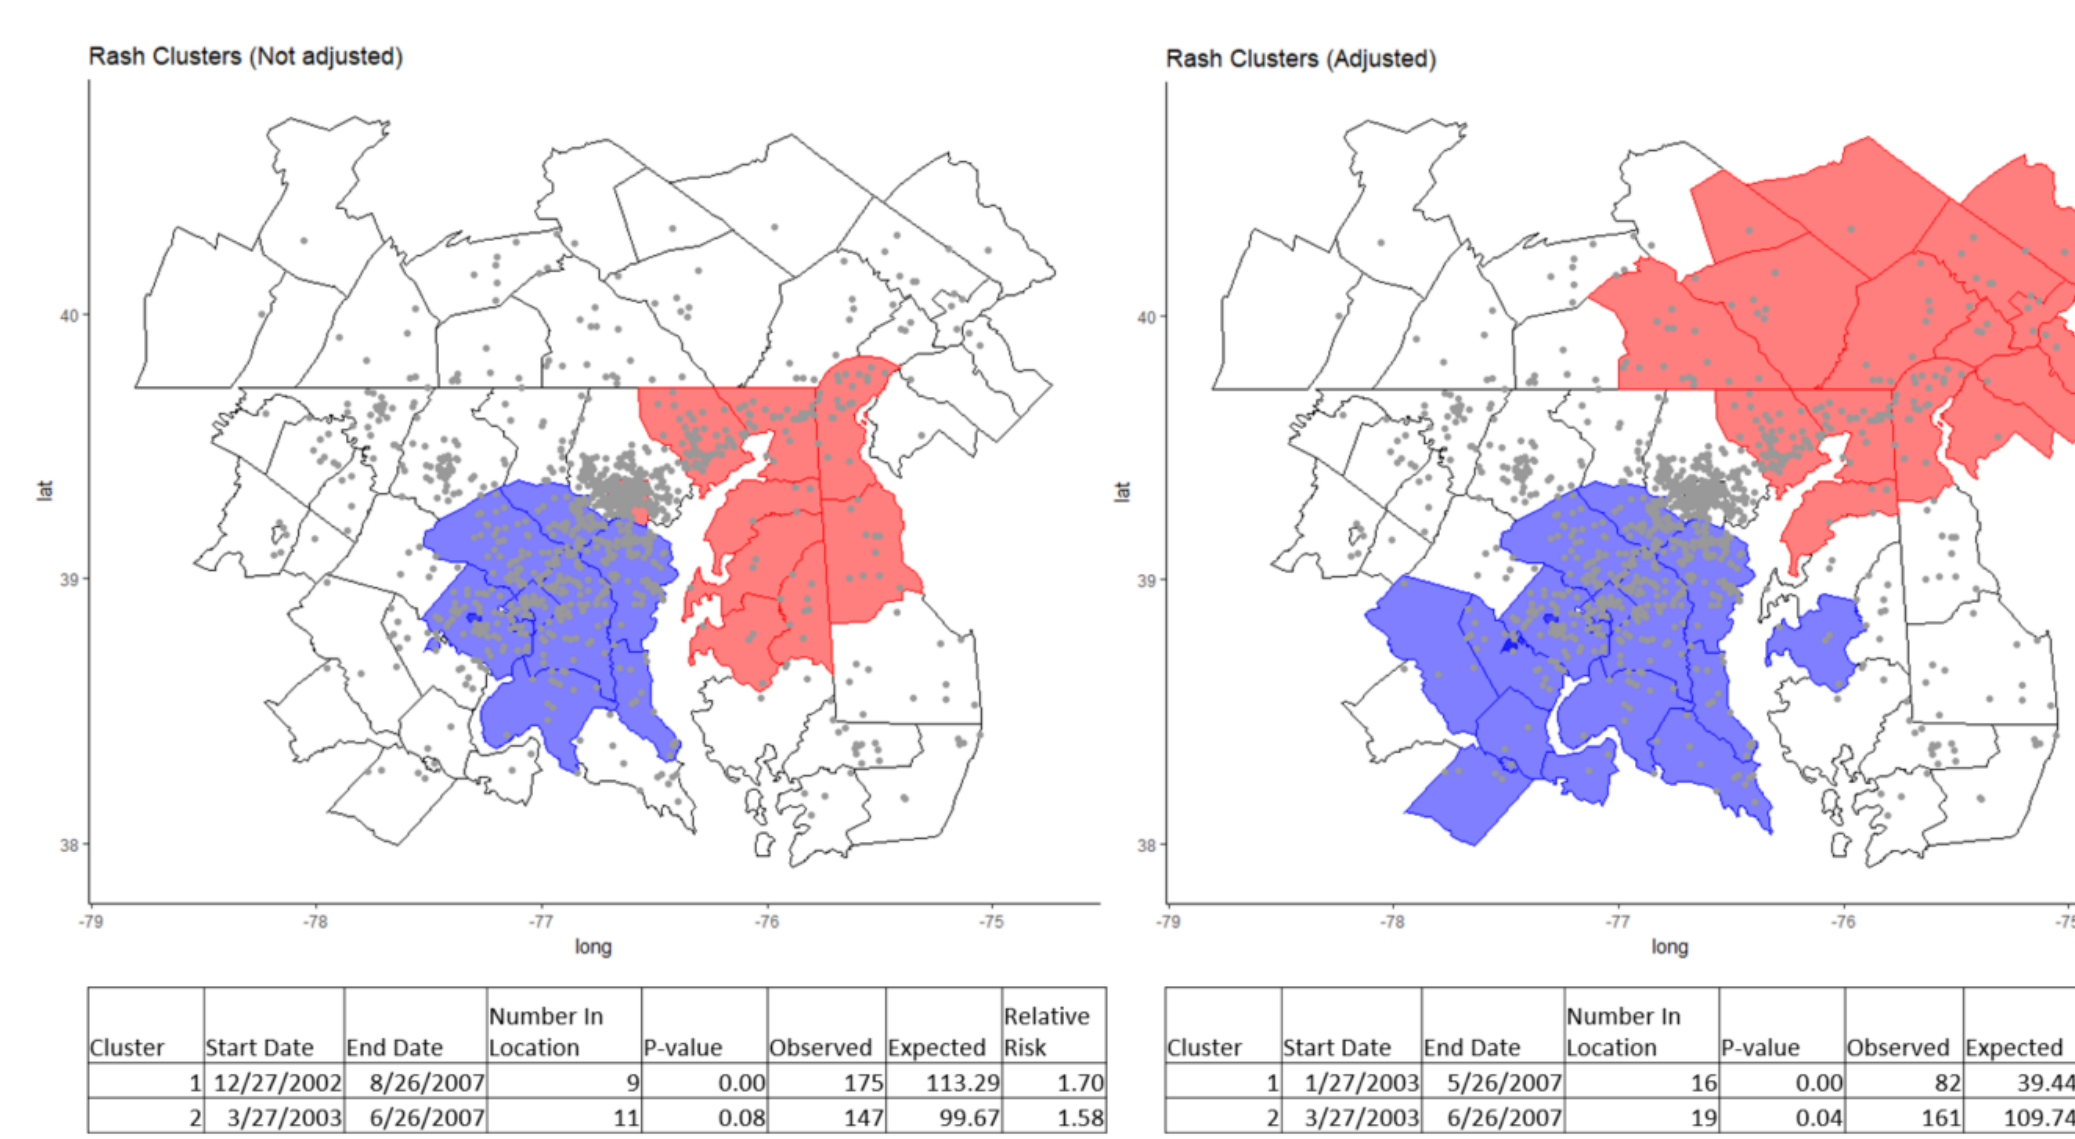 Rash Clusters (Not adjusted)
40
39
38
lat
-79 -78 -77 -76 -75
long
Cluster Start Date End Date Number In Location P-value Observed Expected Relative Risk
1 12/27/2002 8/26/2007 9 0.00 175 113.29 1.70
2 3/27/2003 6/26/2007 11 0.08 147 99.67 1.58
Rash Clusters (Adjusted)
40
39
38
lat
-79 -78 -77 -76 -75
long
Cluster Start Date End Date Number In Location P-value Observed Expected
1 1/27/2003 5/26/2007 16 0.00 82 39.44
2 3/27/2003 6/26/2007 19 0.04 161 109.74